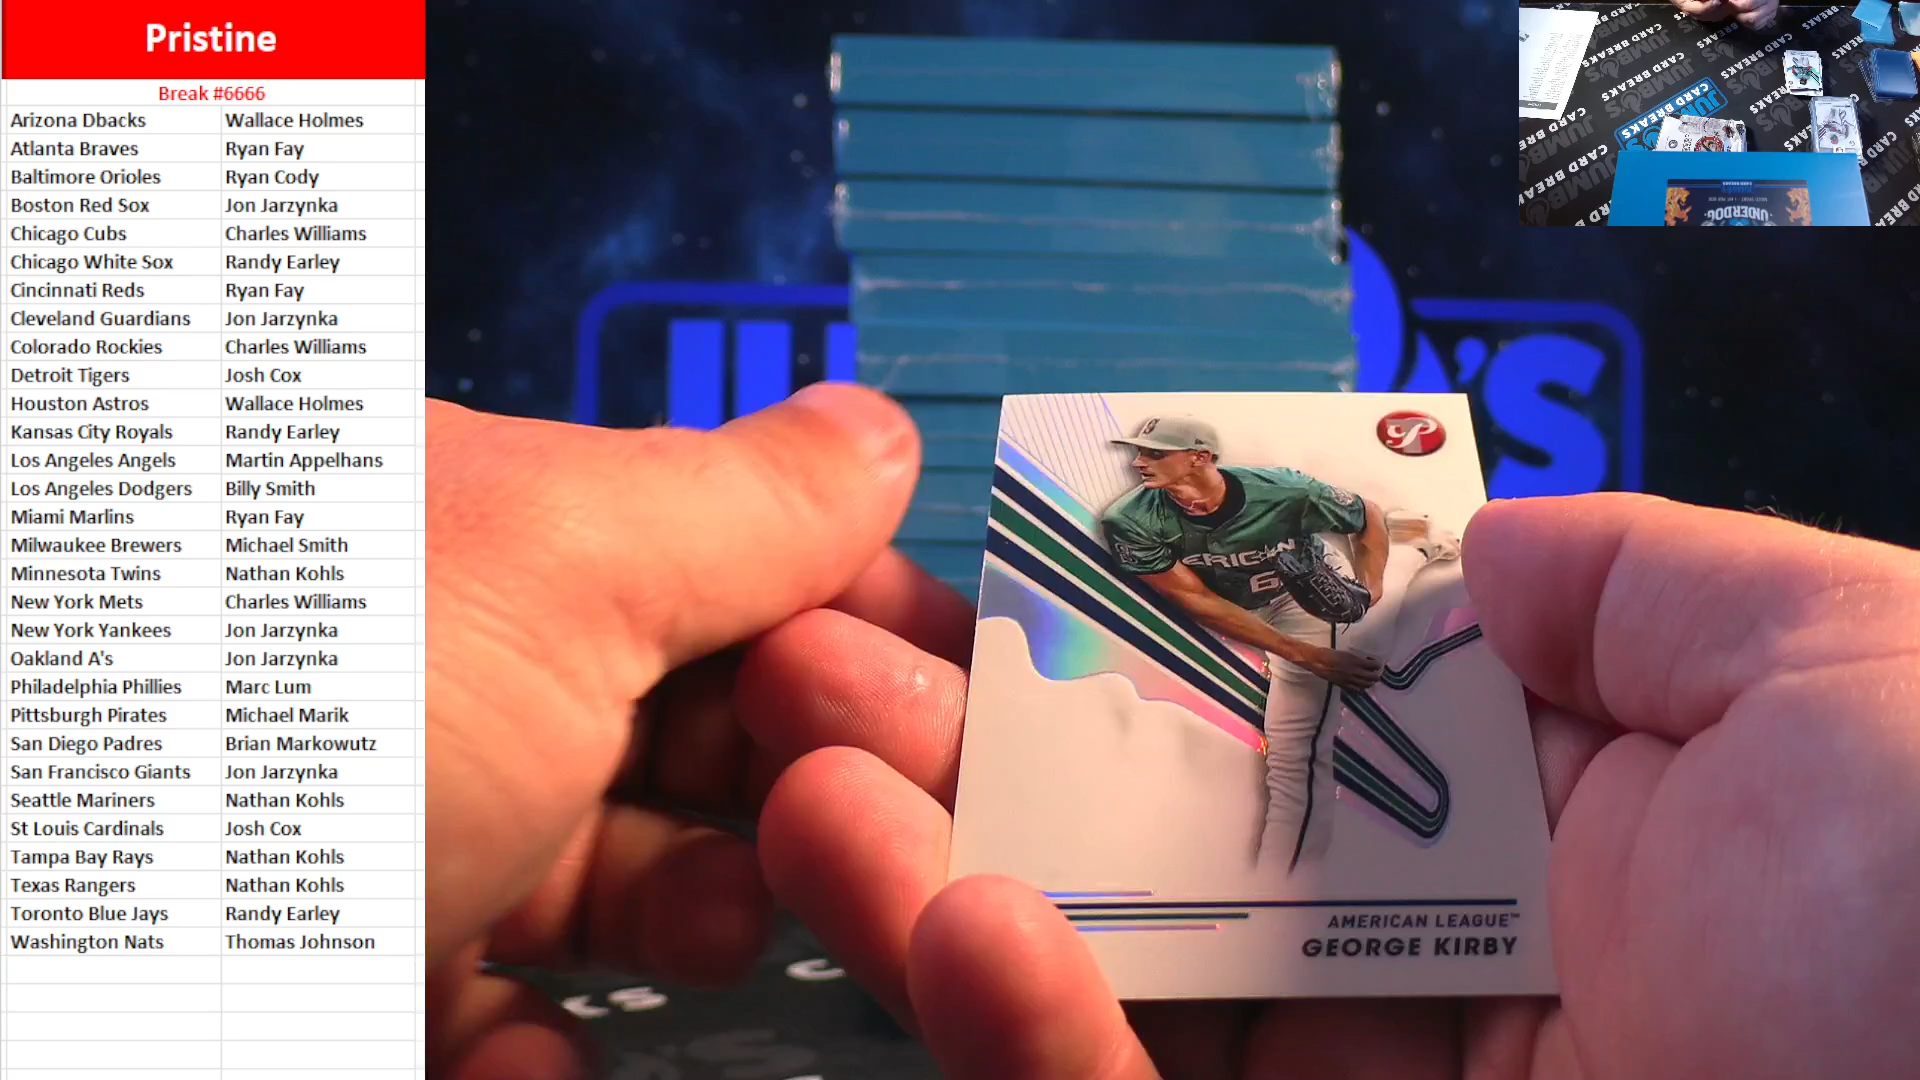 Pristine
Break #6666
Arizona Dbacks Wallace Holmes
Atlanta Braves Ryan Fay
Baltimore Orioles Ryan Cody
Boston Red Sox Jon Jarzynka
Chicago Cubs Charles Williams
Chicago White Sox Randy Earley
Cincinnati Reds Ryan Fay
Cleveland Guardians Jon Jarzynka
Colorado Rockies Charles Williams
Detroit Tigers Josh Cox
Houston Astros Wallace Holmes
Kansas City Royals Randy Earley
Los Angeles Angels Martin Appelhans
Los Angeles Dodgers Billy Smith
Miami Marlins Ryan Fay
Milwaukee Brewers Michael Smith
Minnesota Twins Nathan Kohls
New York Mets Charles Williams
New York Yankees Jon Jarzynka
Oakland A's Jon Jarzynka
Philadelphia Phillies Marc Lum
Pittsburgh Pirates Michael Marik
San Diego Padres Brian Markowutz
San Francisco Giants Jon Jarzynka
Seattle Mariners Nathan Kohls
St Louis Cardinals Josh Cox
Tampa Bay Rays Nathan Kohls
Texas Rangers Nathan Kohls
Toronto Blue Jays Randy Earley
Washington Nats Thomas Johnson
P
AMERICAN LEAGUE™
GEORGE KIRBY
JUMBO'S
CARD BREAKS
UNDERDOG